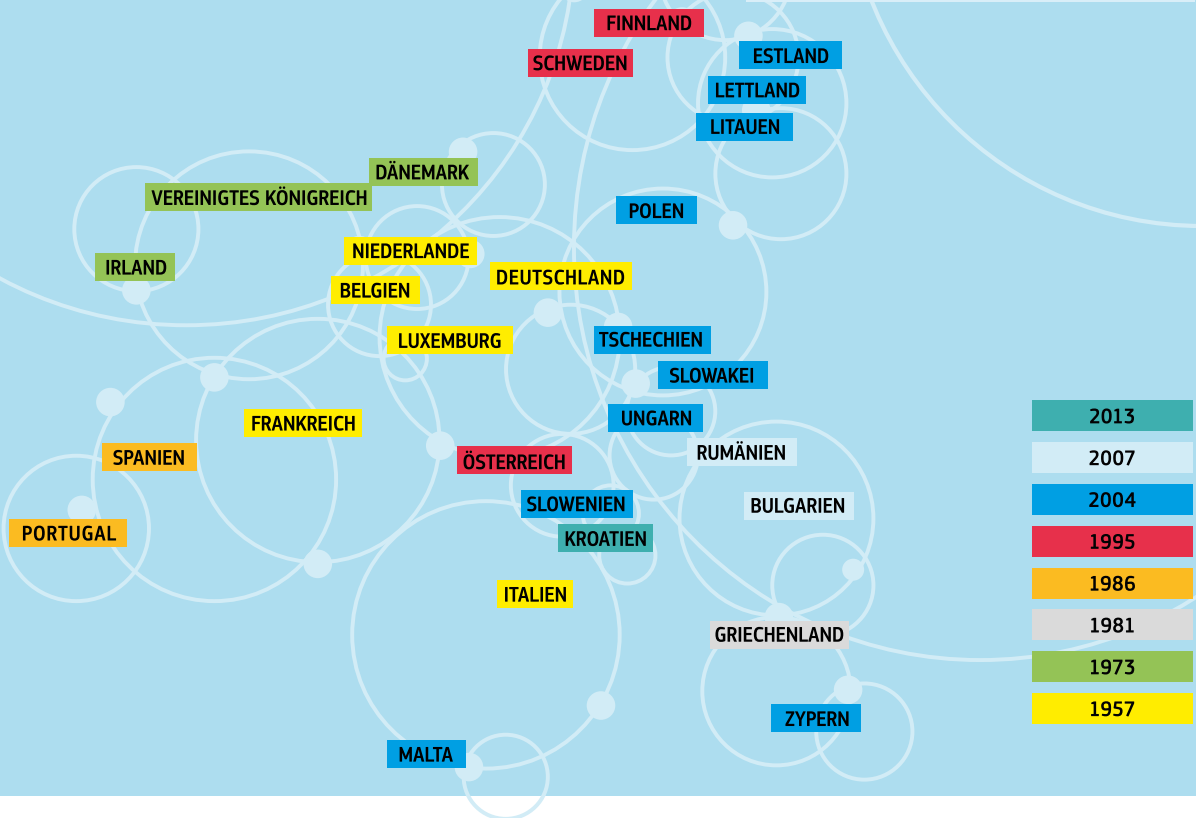 FINNLAND
SCHWEDEN
ESTLAND
LETTLAND
LITAUEN
DÄNEMARK
VEREINIGTES KÖNIGREICH
POLEN
IRLAND
NIEDERLANDE
DEUTSCHLAND
BELGIEN
LUXEMBURG
TSCHECHIEN
SLOWAKEI
UNGARN
FRANKREICH
RUMÄNIEN
SPANIEN
ÖSTERREICH
SLOWENIEN
BULGARIEN
PORTUGAL
KROATIEN
ITALIEN
GRIECHENLAND
ZYPERN
MALTA
2013
2007
2004
1995
1986
1981
1973
1957